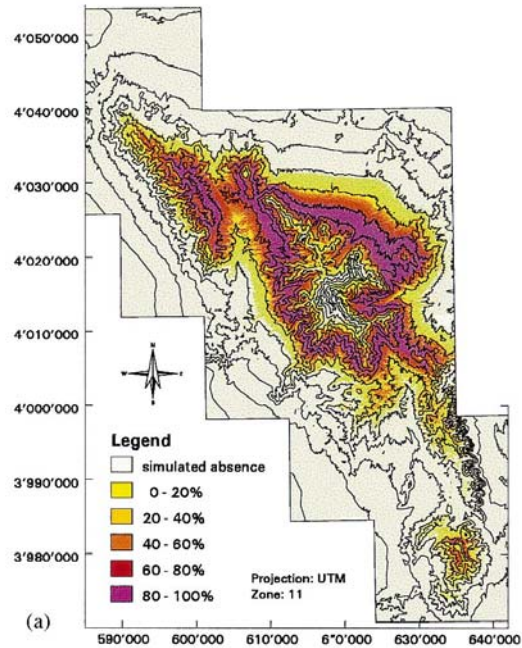 4'050'000
4'040'000
4'030'000
4'020'000
4'010'000
4'000'000
3'990'000
3'980'000
N
W
E
S
Legend
simulated absence
0 - 20%
20 - 40%
40 - 60%
60 - 80%
80 - 100%
Projection: UTM
Zone: 11
(a)
590'000 600'000 610'000 6°0'000 630'000 642'000